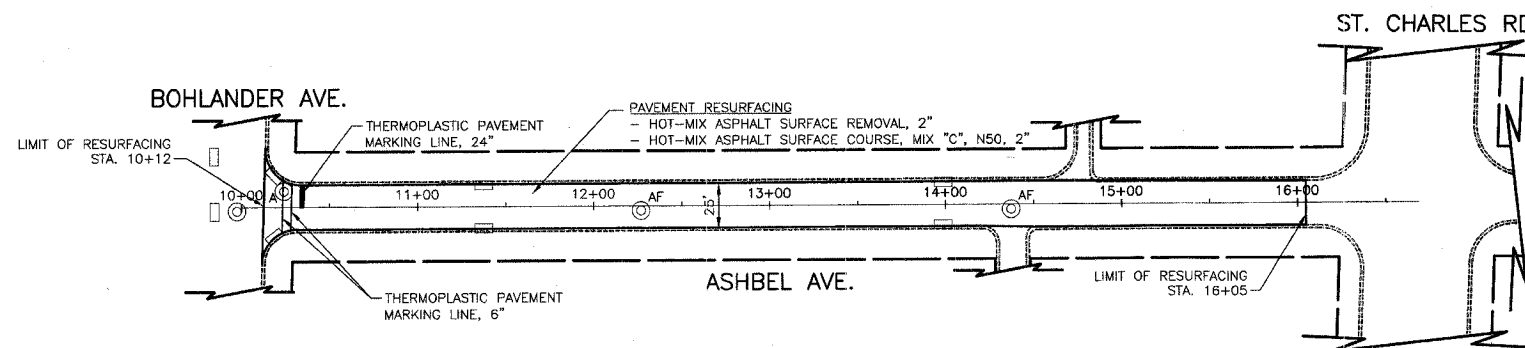 ST. CHARLES RD
BOHLANDER AVE.
LIMIT OF RESURFACING
STA. 10+12
THERMOPLASTIC PAVEMENT
MARKING LINE, 24"
PAVEMENT RESURFACING
- HOT-MIX ASPHALT SURFACE REMOVAL, 2"
- HOT-MIX ASPHALT SURFACE COURSE, MIX "C", N50, 2"
10+00
A
11+00
12+00
AF
25'
13+00
14+00
AF
15+00
16+00
THERMOPLASTIC PAVEMENT
MARKING LINE, 6"
ASHBEL AVE.
LIMIT OF RESURFACING
STA. 16+05